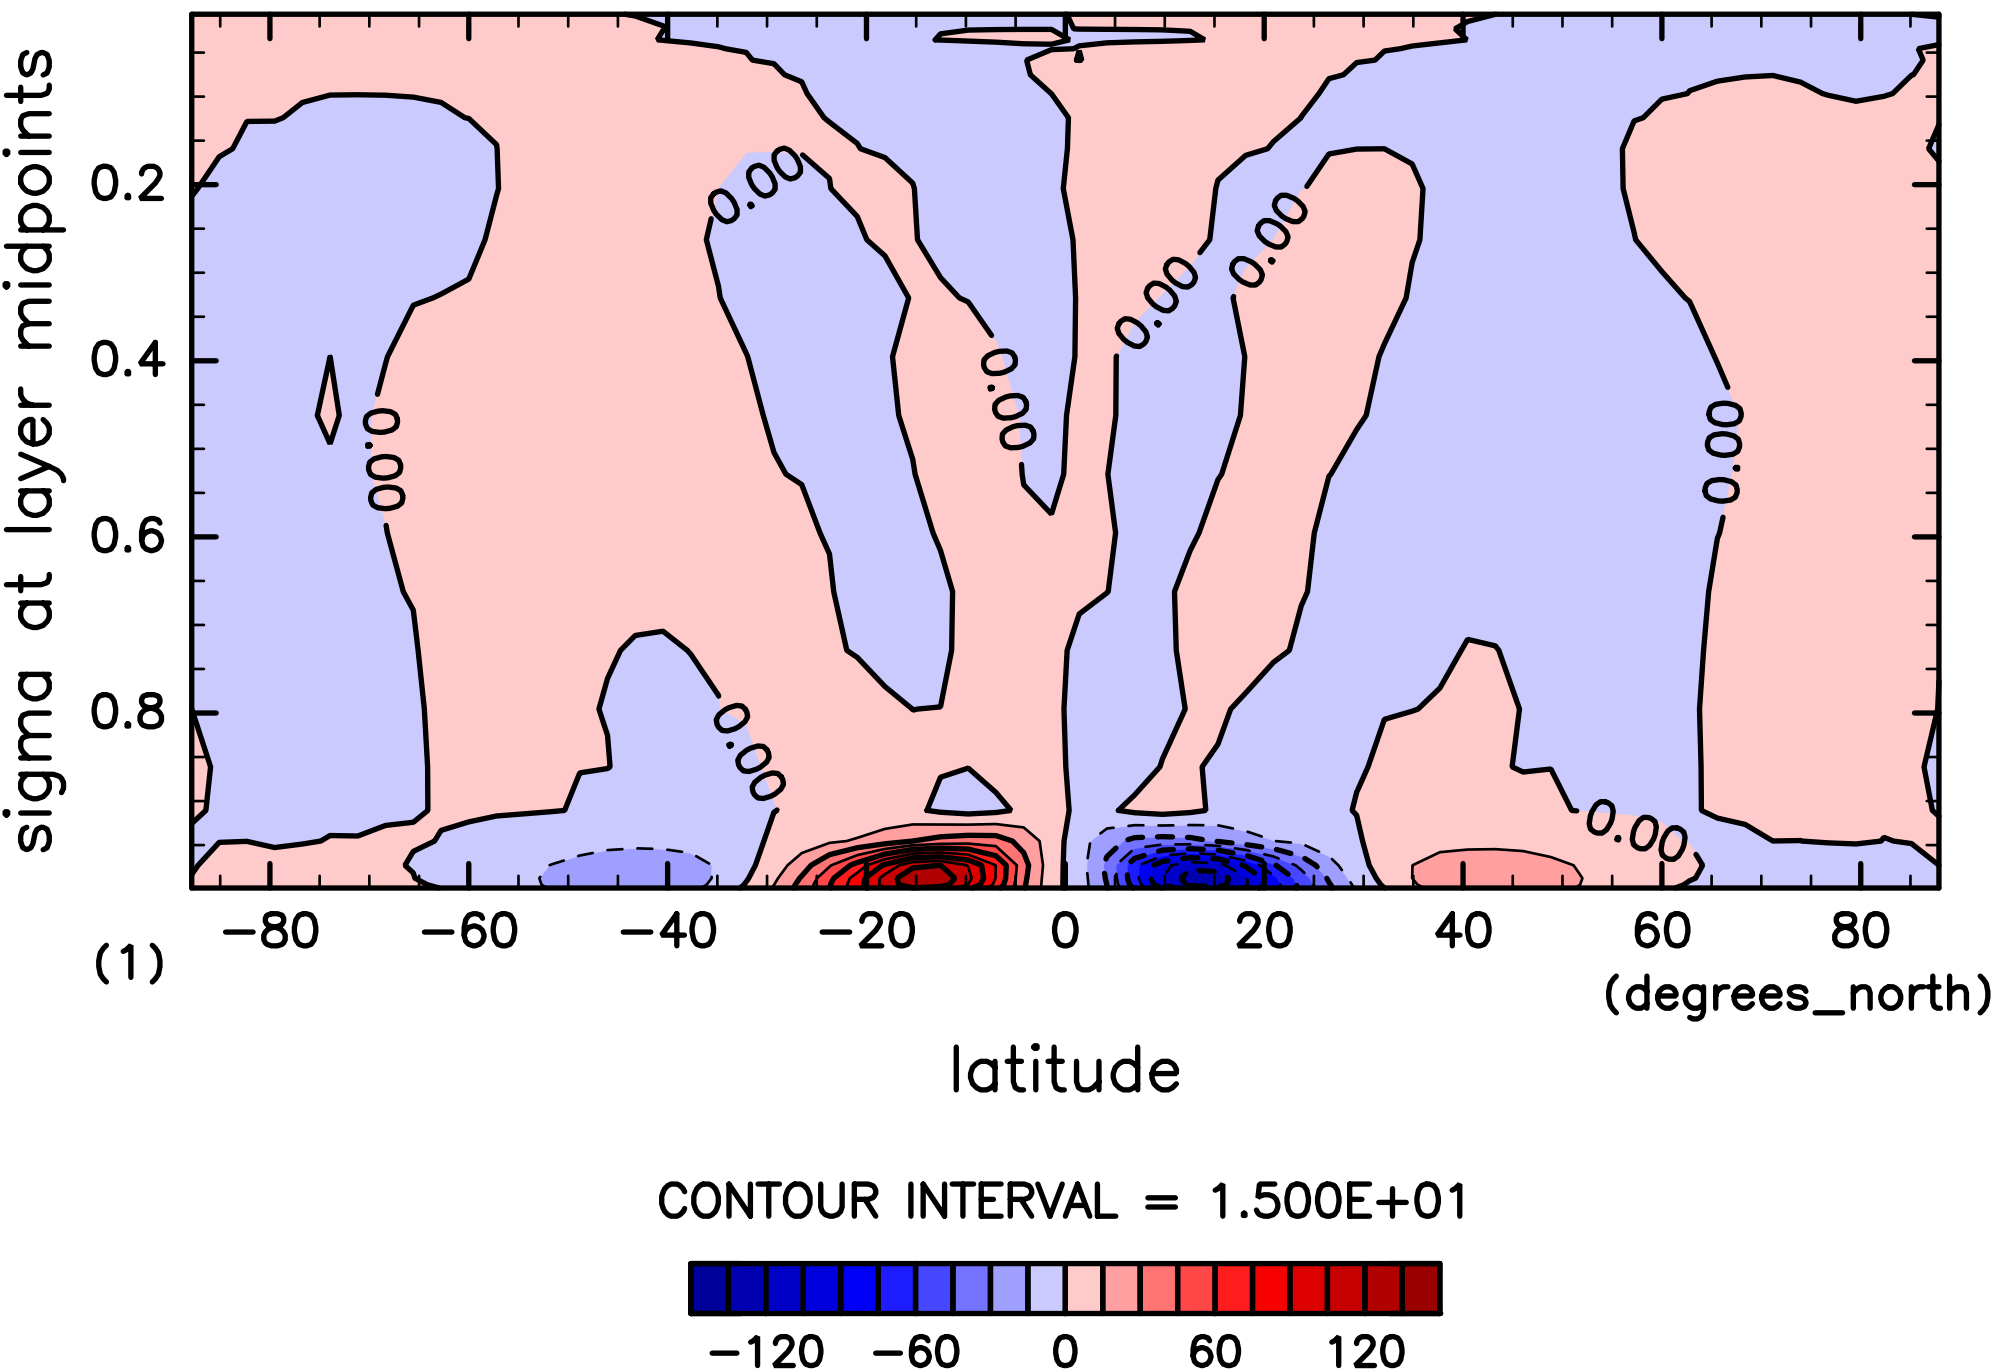 sigma at layer midpoints
0.2
0.4
0.6
0.8
0.00
0.00
0.00
0.00
0.00
0.00
0.00
0.00
−80 −60 −40 −20 0 20 40 60 80
(1)
(degrees_north)
latitude
CONTOUR INTERVAL = 1.500E+01
−120 −60 0 60 120